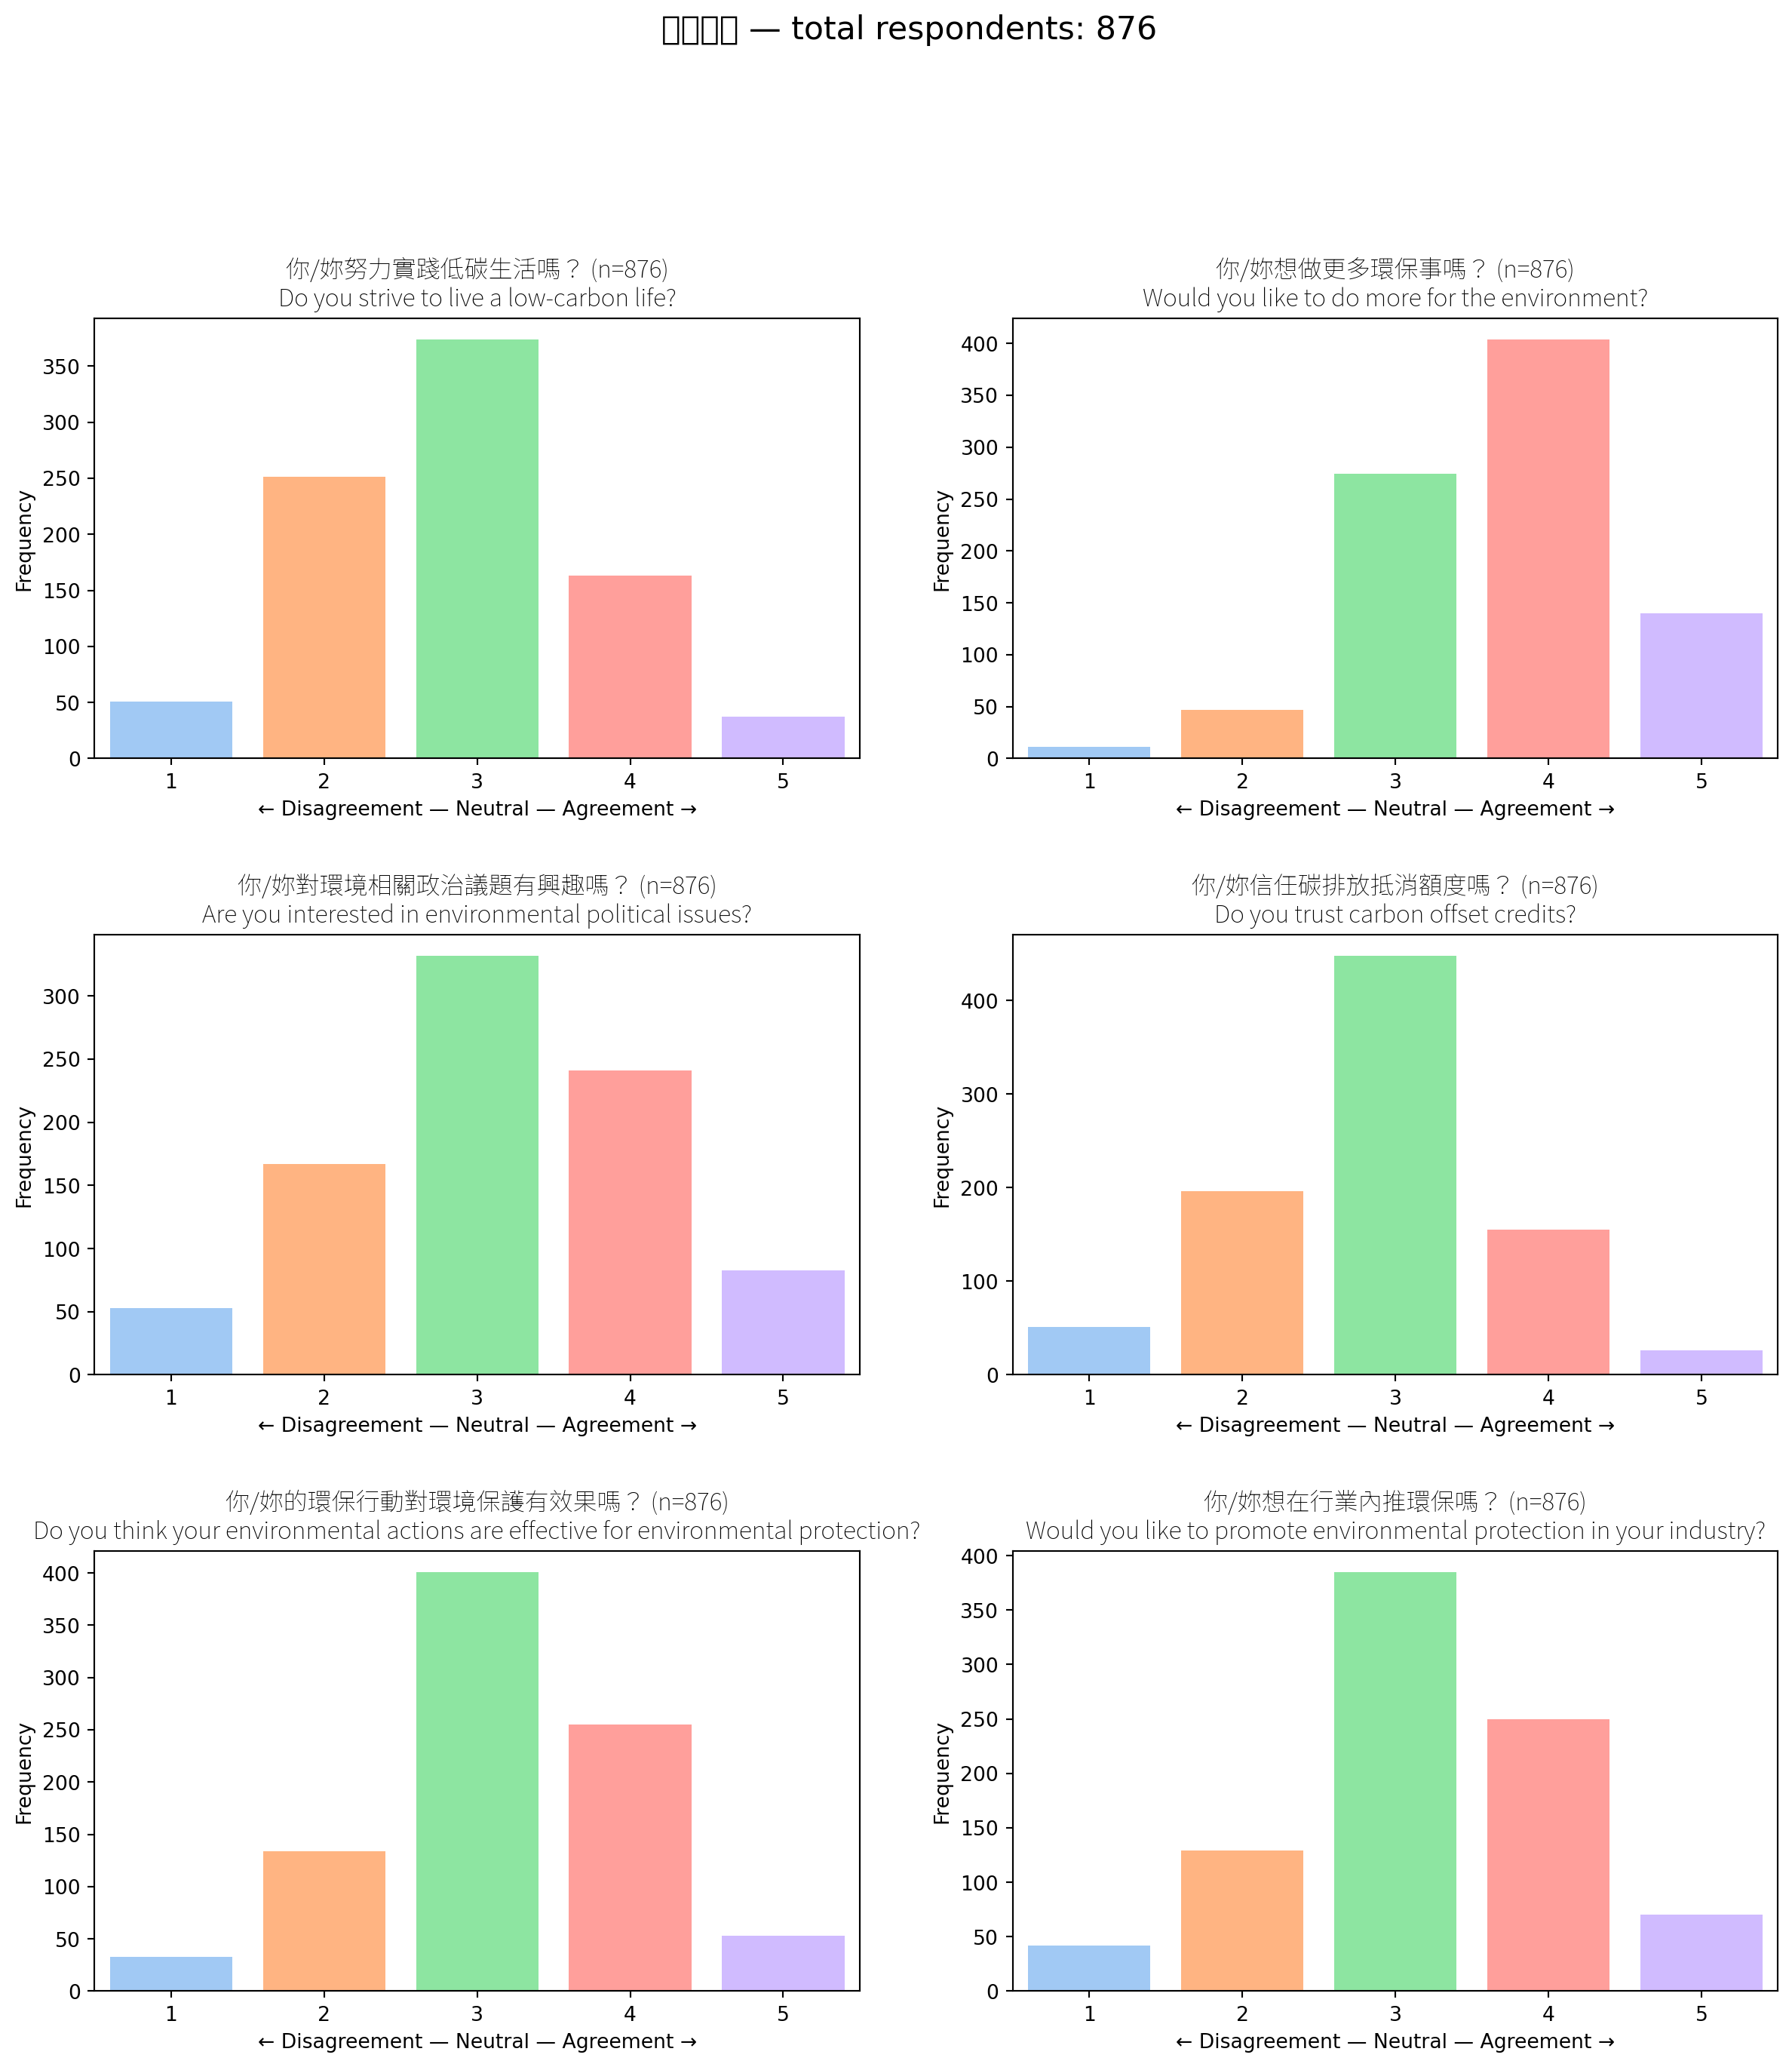 — total respondents: 876
你/妳努力實踐低碳生活嗎？ (n=876)
Do you strive to live a low-carbon life?
Frequency
350
300
250
200
150
100
50
0
1 2 3 4 5
← Disagreement — Neutral — Agreement →
你/妳想做更多環保事嗎？ (n=876)
Would you like to do more for the environment?
Frequency
400
350
300
250
200
150
100
50
0
1 2 3 4 5
← Disagreement — Neutral — Agreement →
你/妳對環境相關政治議題有興趣嗎？ (n=876)
Are you interested in environmental political issues?
Frequency
300
250
200
150
100
50
0
1 2 3 4 5
← Disagreement — Neutral — Agreement →
你/妳信任碳排放抵消額度嗎？ (n=876)
Do you trust carbon offset credits?
Frequency
400
300
200
100
0
1 2 3 4 5
← Disagreement — Neutral — Agreement →
你/妳的環保行動對環境保護有效果嗎？ (n=876)
Do you think your environmental actions are effective for environmental protection?
Frequency
400
350
300
250
200
150
100
50
0
1 2 3 4 5
← Disagreement — Neutral — Agreement →
你/妳想在行業內推環保嗎？ (n=876)
Would you like to promote environmental protection in your industry?
Frequency
400
350
300
250
200
150
100
50
0
1 2 3 4 5
← Disagreement — Neutral — Agreement →